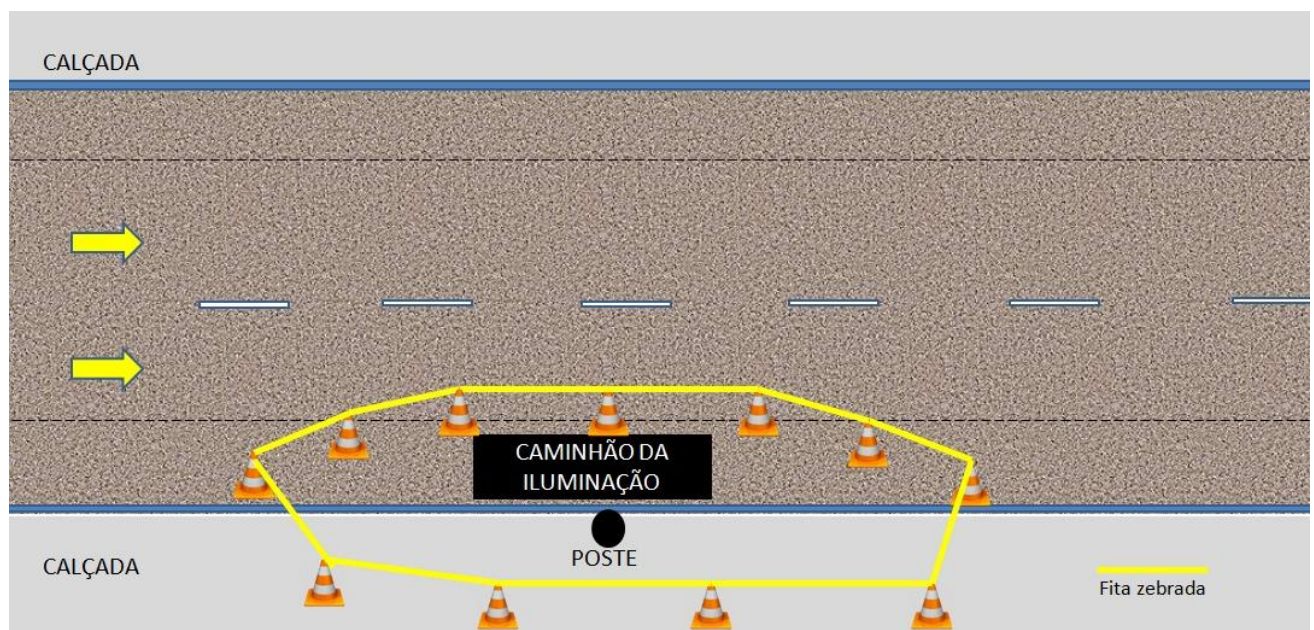 CALÇADA
CAMINHÃO DA
ILUMINAÇÃO
POSTE
CALÇADA
Fita zebrada